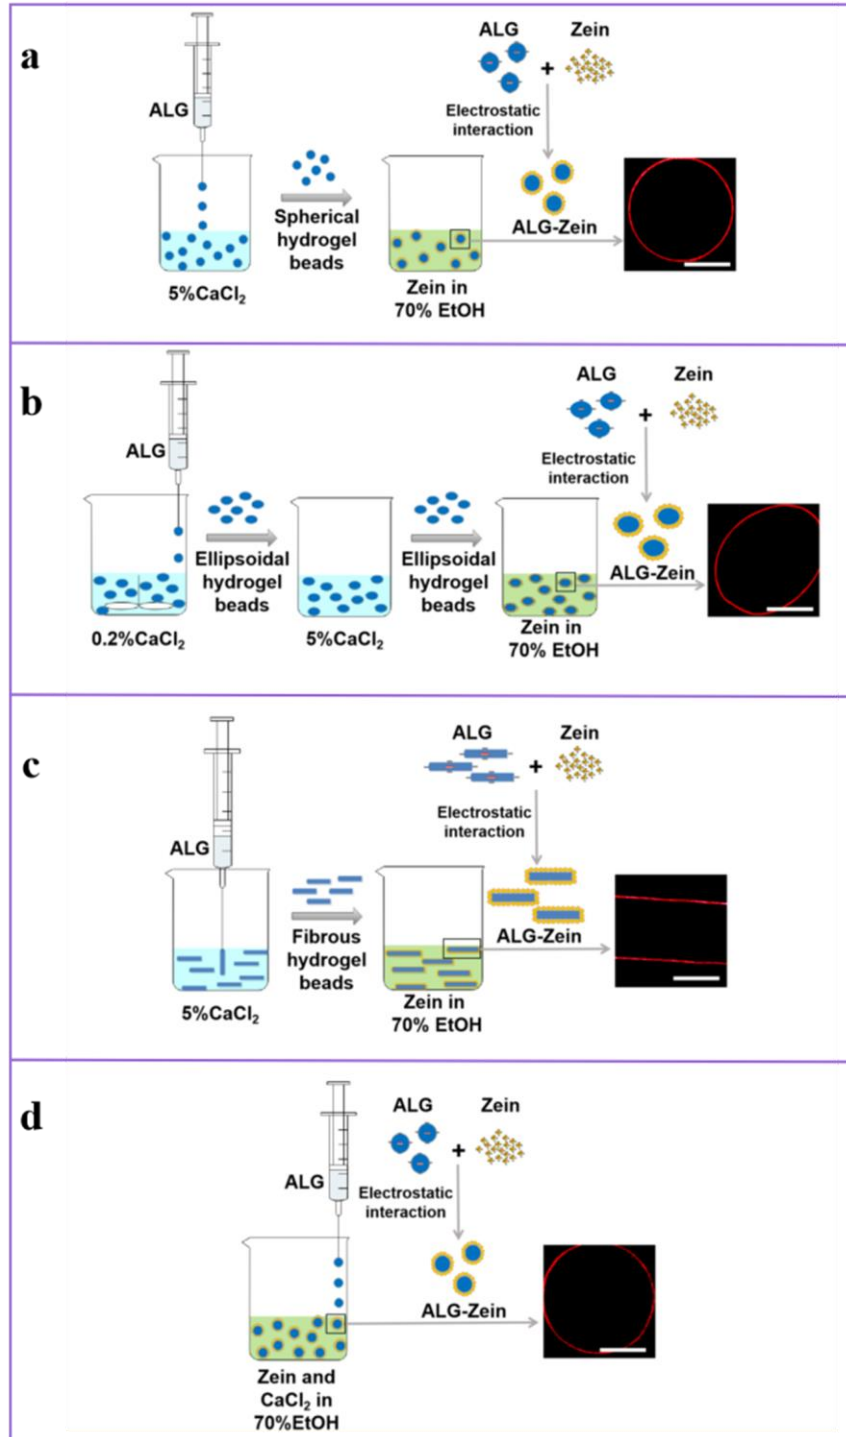 a
ALG
5%CaCl₂
Spherical
hydrogel
beads
ALG
+
Zein
Electrostatic
interaction
ALG-Zein
Zein in
70% EtOH
b
ALG
0.2%CaCl₂
Ellipsoidal
hydrogel
beads
5%CaCl₂
Ellipsoidal
hydrogel
beads
ALG
+
Zein
Electrostatic
interaction
ALG-Zein
Zein in
70% EtOH
c
ALG
5%CaCl₂
Fibrous
hydrogel
beads
ALG
+
Zein
Electrostatic
interaction
ALG-Zein
Zein in
70% EtOH
d
ALG
Zein and
CaCl₂ in
70%EtOH
ALG
+
Zein
Electrostatic
interaction
ALG-Zein